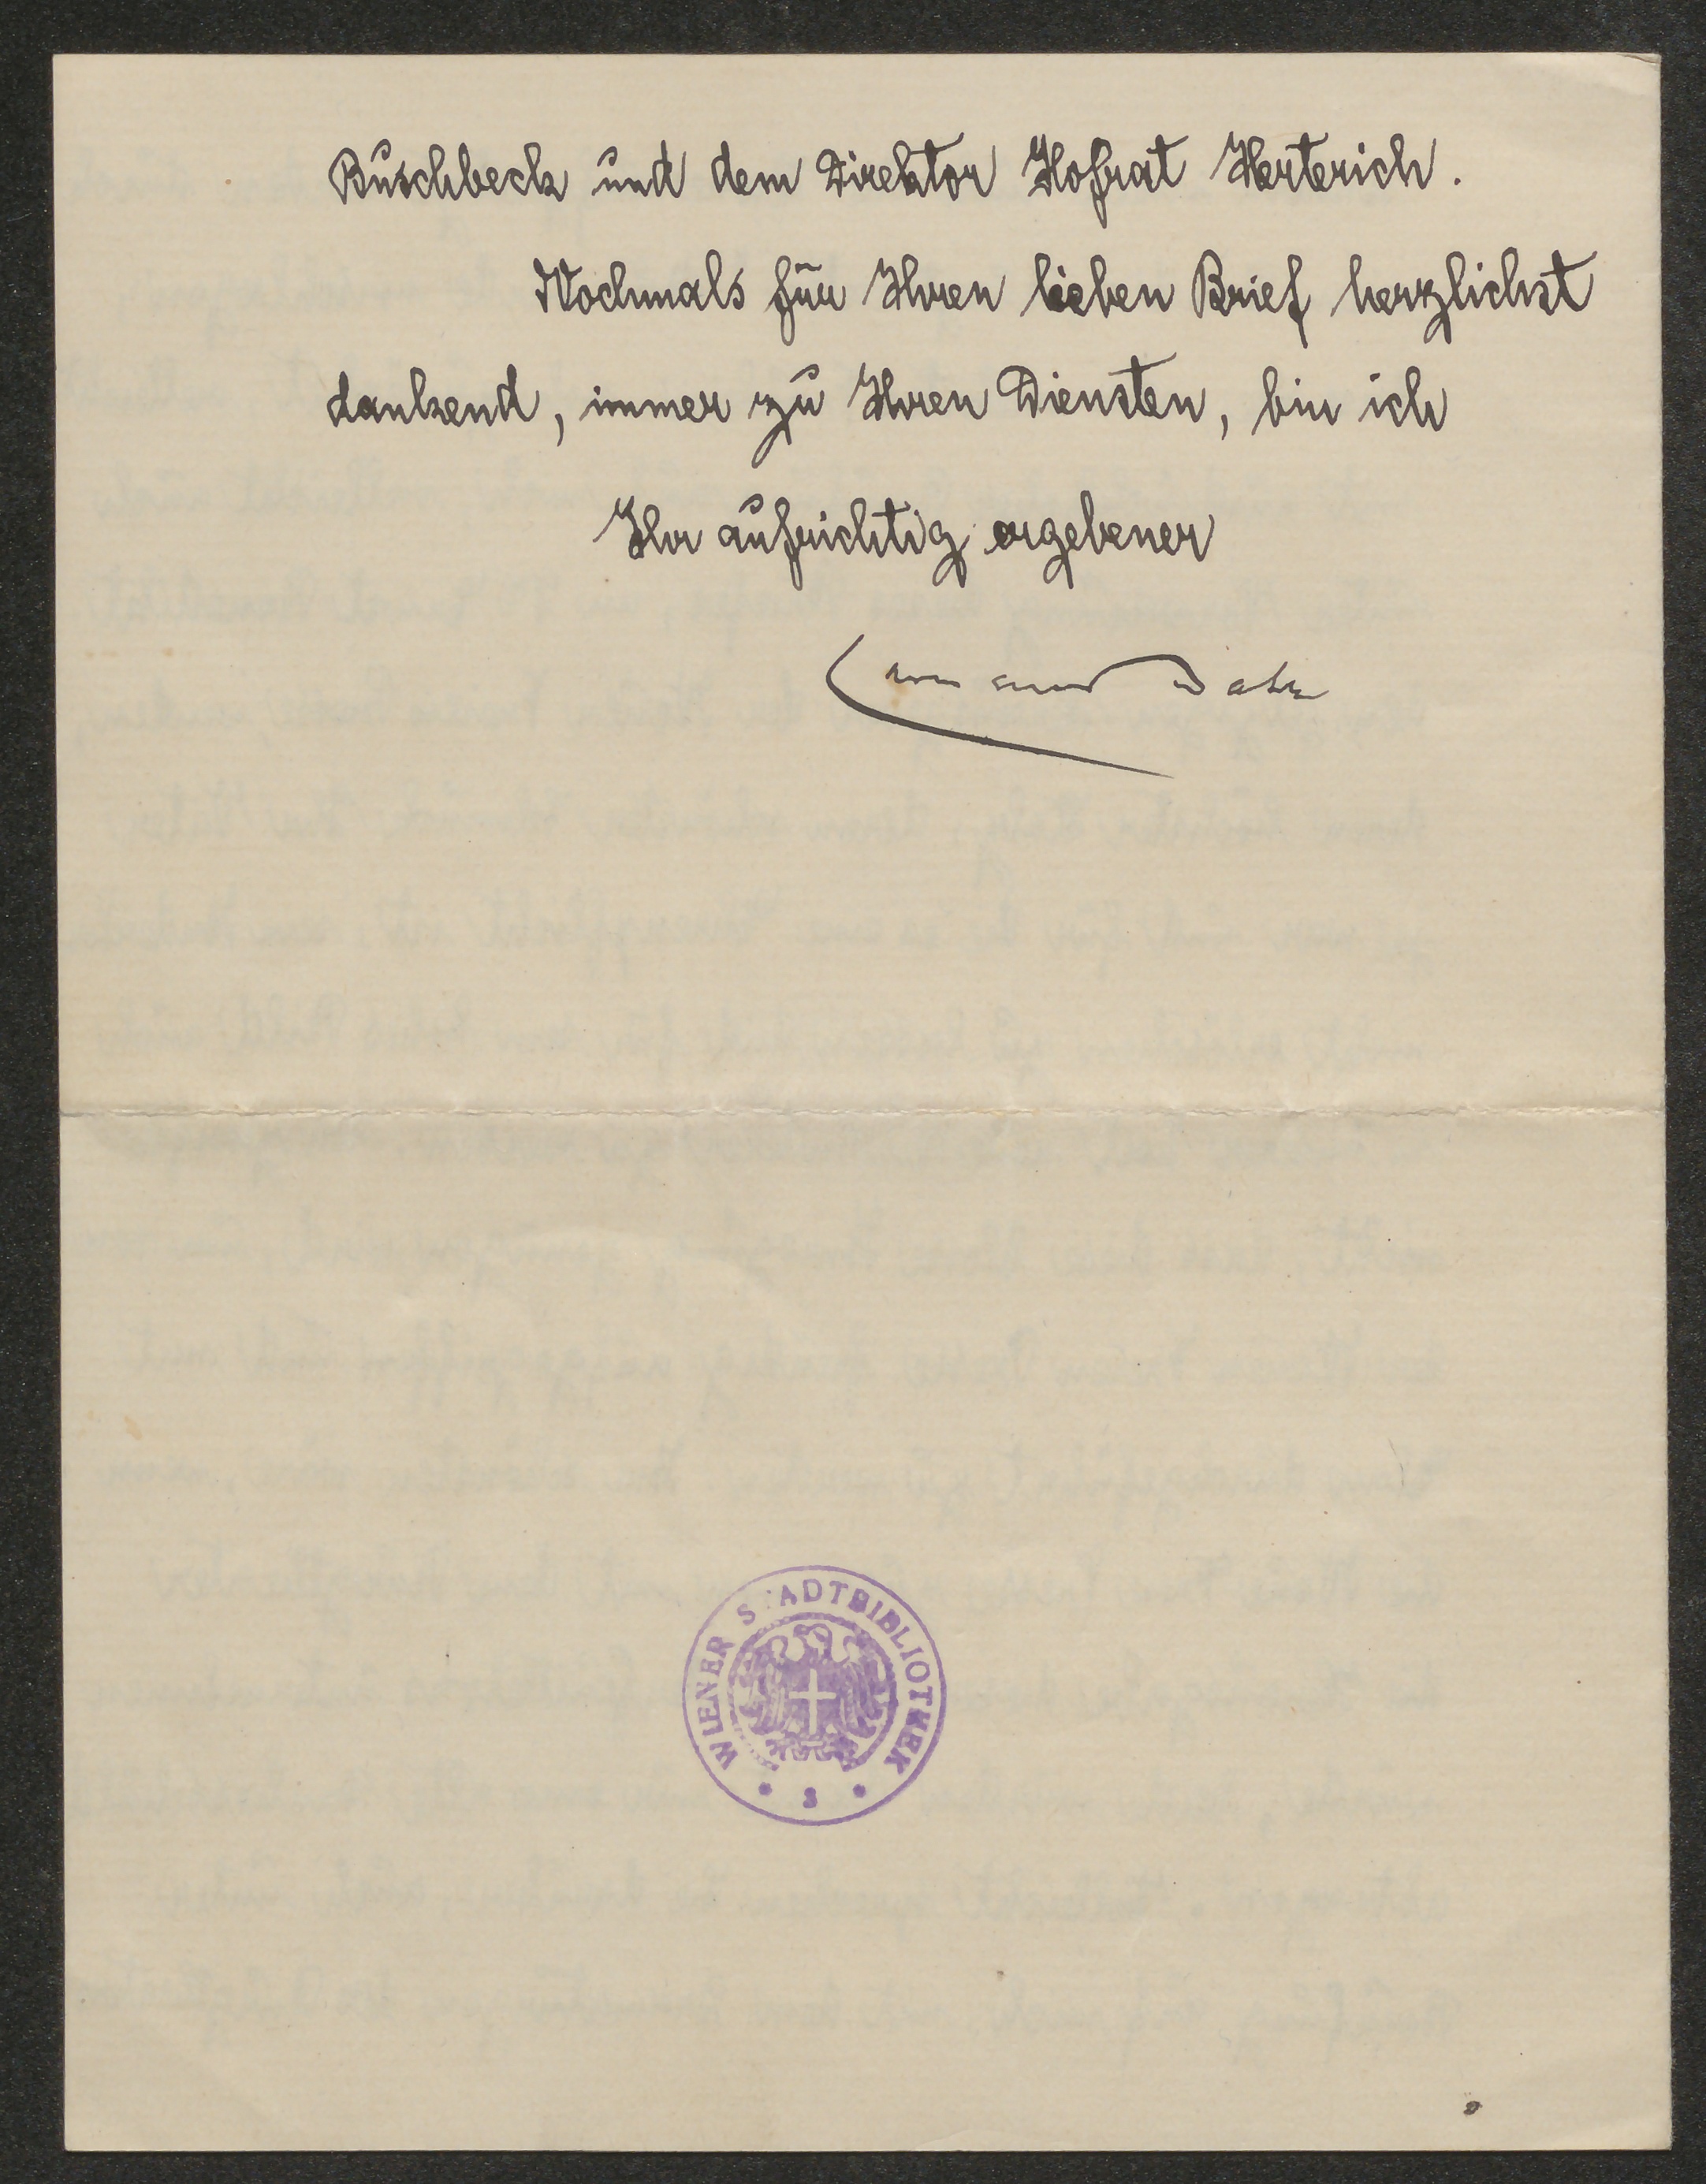 Buschbeck und dem Direktor Hofrat Herterich.
Nochmals für Ihren lieben Brief herzlichst
dankend, immer zu Ihren Diensten, bin ich
Ihr aufrichtig ergebener
WIENER STADTBIBLIOTHEK